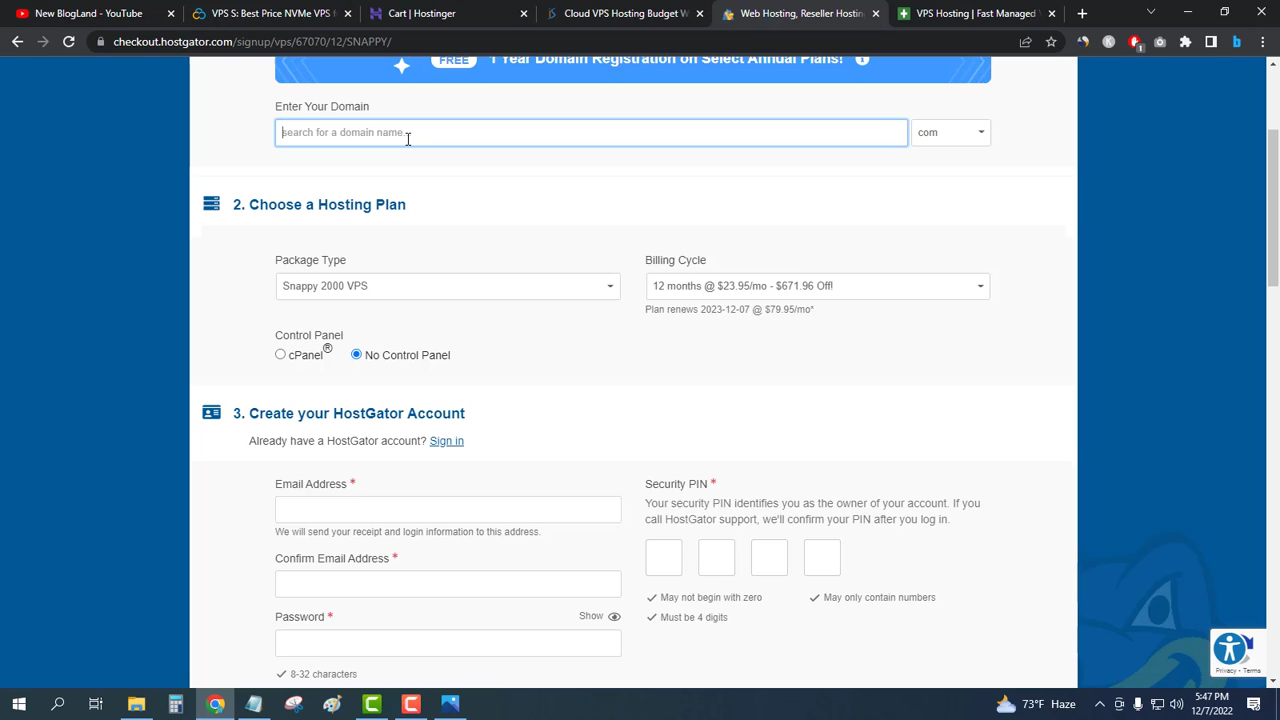 New BlogLand - YouTube
VPS S: 5 Best VPS
Cart | Hostinger
Cloud VPS Budget V
Web Hosting, Reseller Hosting
VPS Hosting | Fast Managed V
checkout.hostgator.com/signup/vps/67070/12/SNAPPY/
FREE 1 Year Domain Registration on Select Annual Plans!
Enter Your Domain
search for a domain name.
com
2. Choose a Hosting Plan
Package Type
Billing Cycle
Snappy 2000 VPS
12 months @ $23.95/mo - $671.96 Off!
Plan renews 2023-12-07 @ $79.95/mo*
Control Panel
cPanel®
No Control Panel
3. Create your HostGator Account
Already have a HostGator account? Sign in
Email Address *
Security PIN *
Your security PIN identifies you as the owner of your account. If you
call HostGator support, we'll confirm your PIN after you log in.
We will send your receipt and login information to this address.
Confirm Email Address *
May not begin with zero
May only contain numbers
Must be 4 digits
Password *
Show
8-32 characters
Privacy - Terms
73°F Haze
5:47 PM
12/7/2022